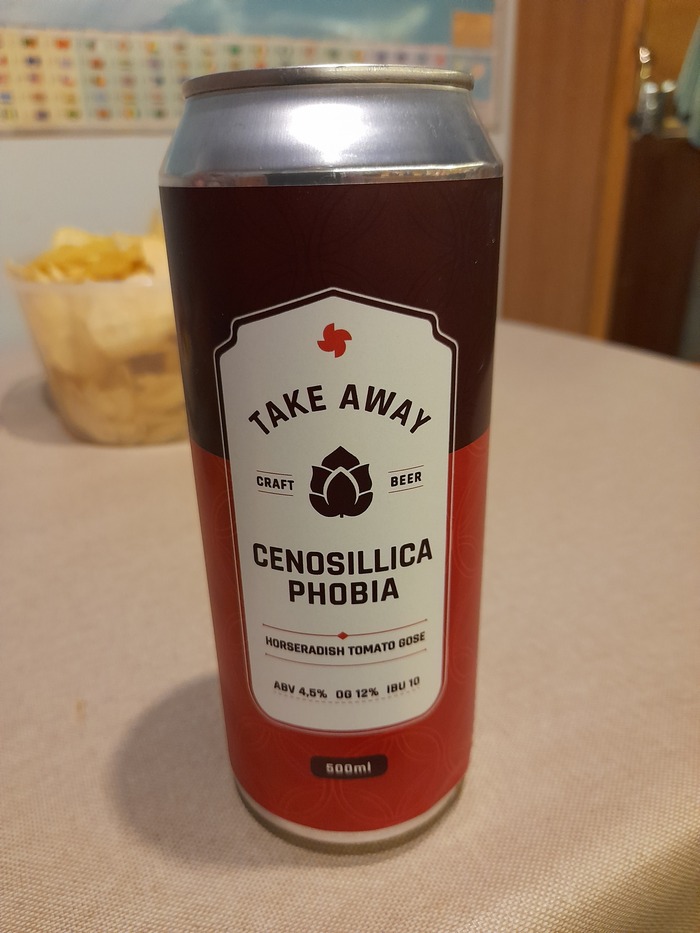 TAKE AWAY
CRAFT BEER
CENOSILLICA
PHOBIA
HORSERADISH TOMATO GOSE
ABV 4,5% OG 12% IBU 10
500ml